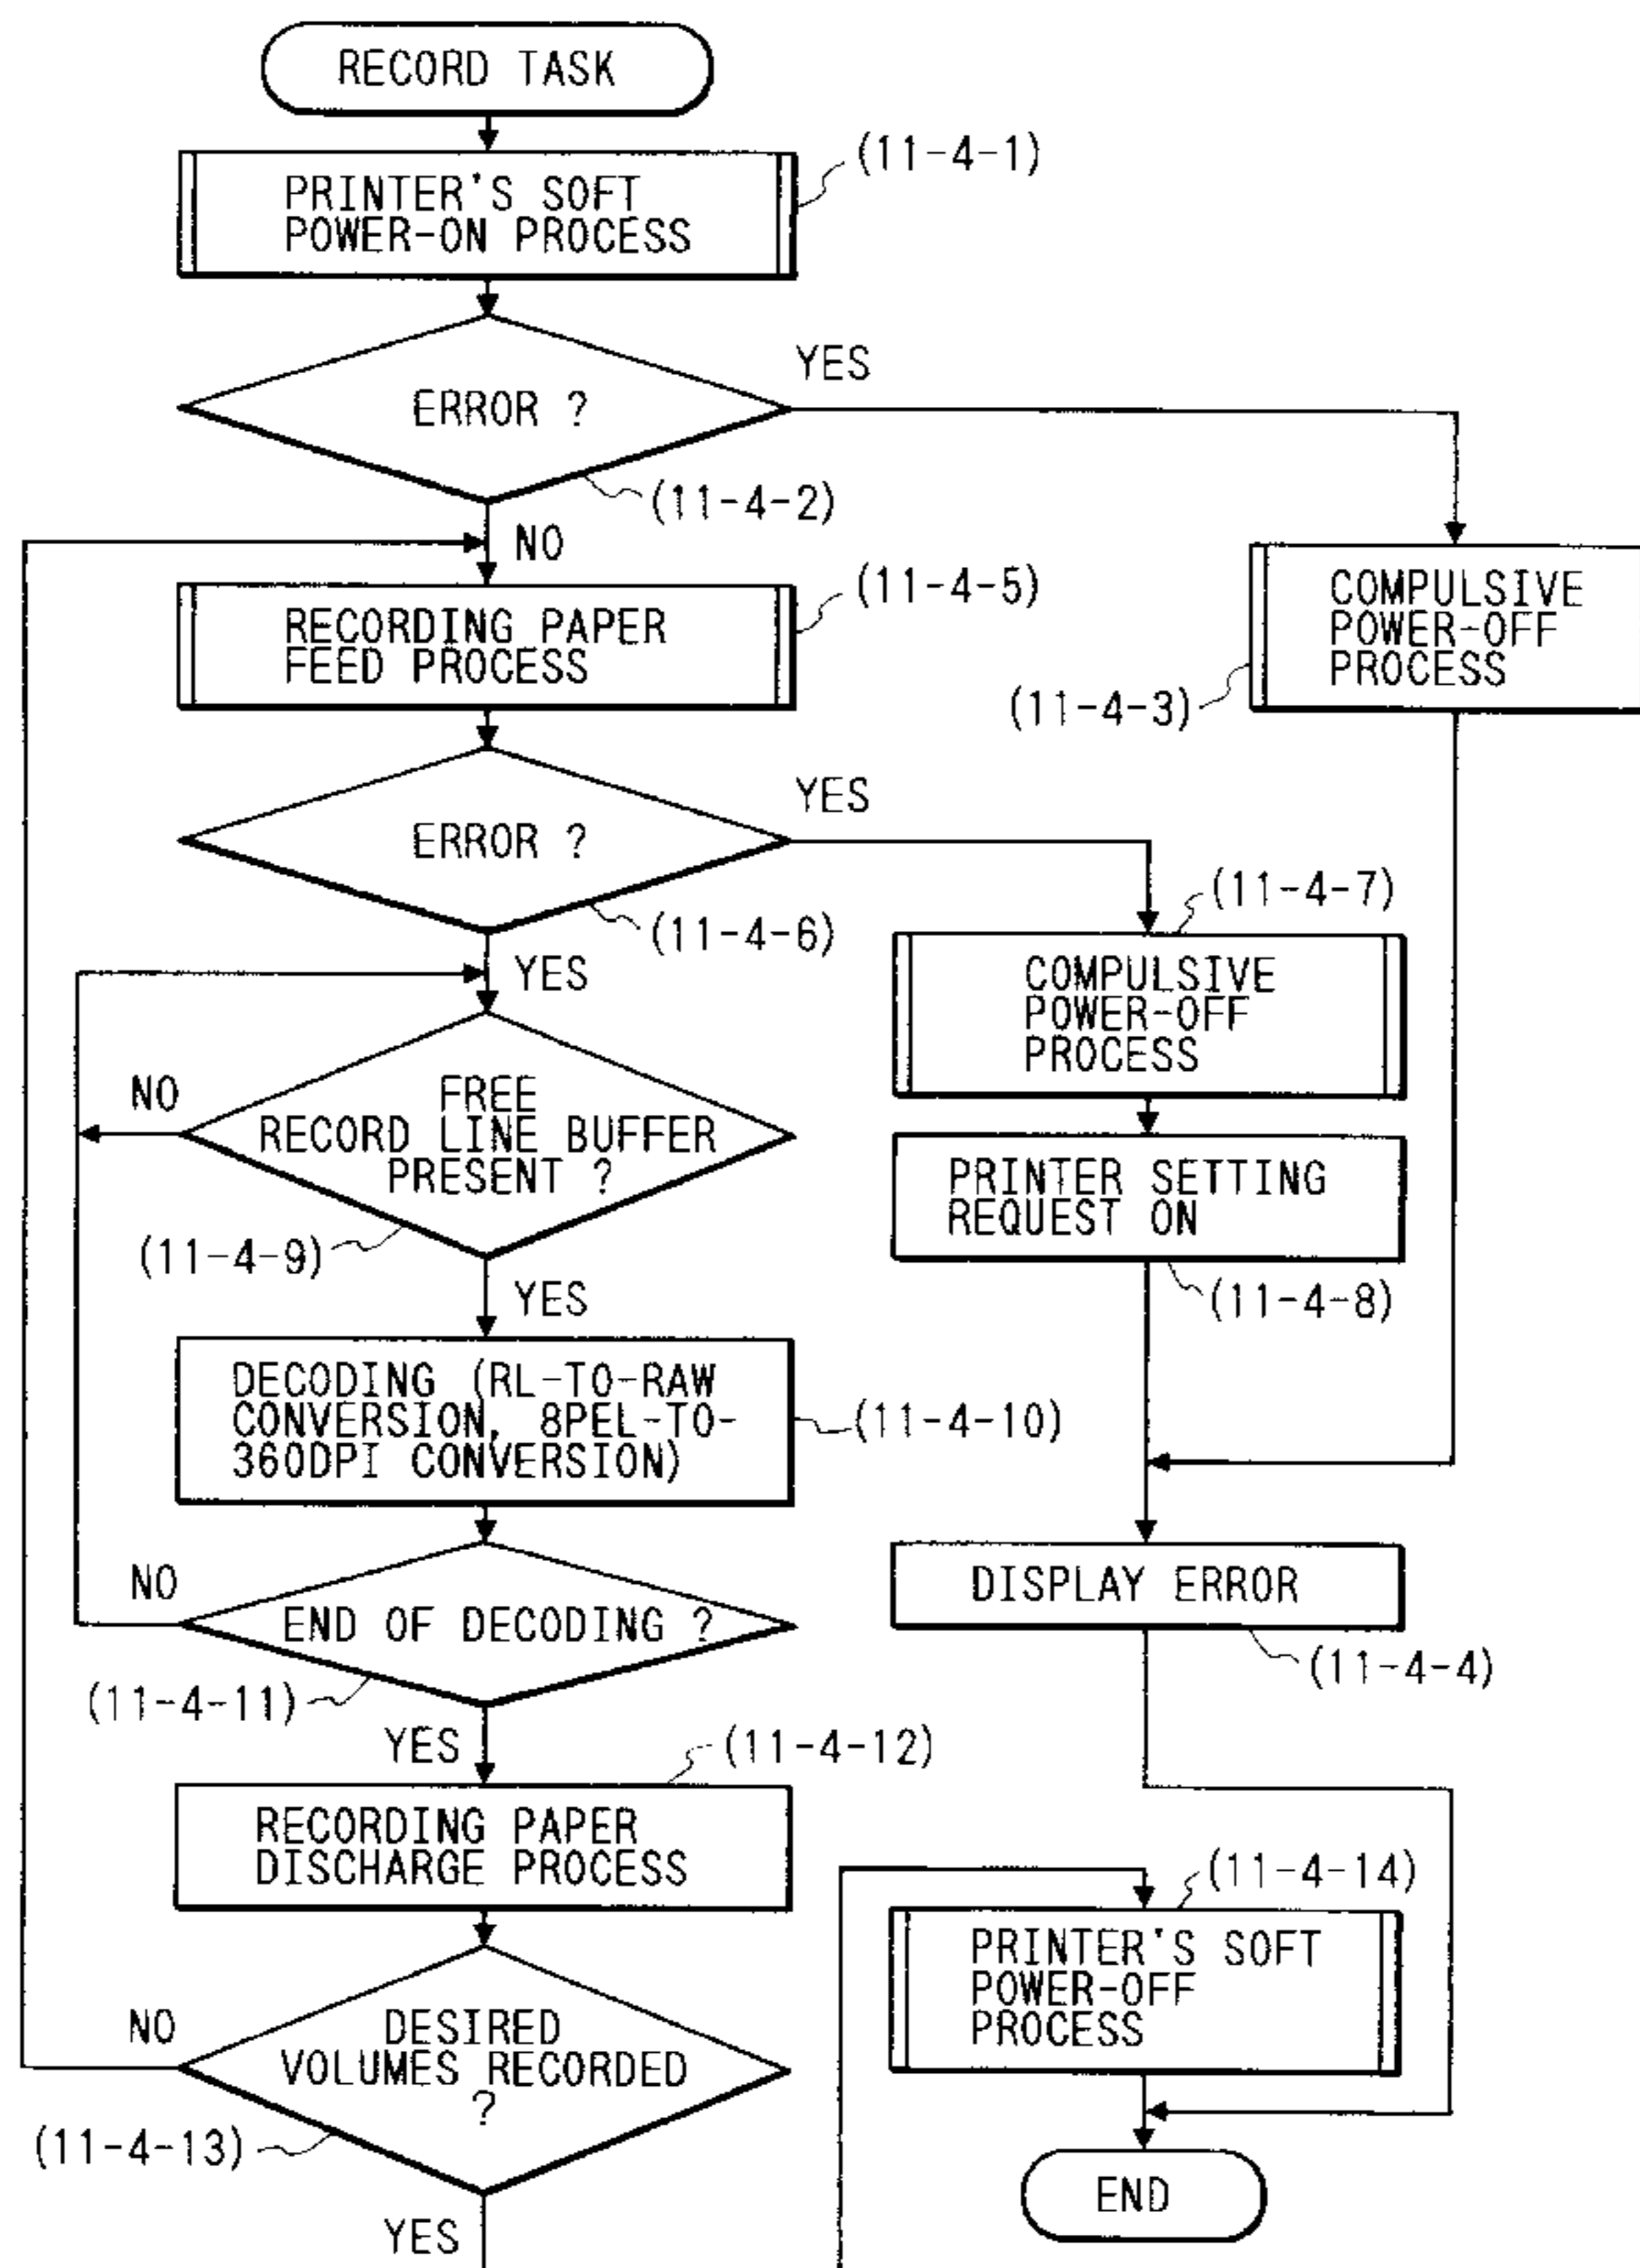 RECORD TASK
PRINTER'S SOFT
POWER-ON PROCESS
(11-4-1)
ERROR ?
YES
(11-4-2)
NO
COMPULSIVE
POWER-OFF
PROCESS
(11-4-3)
RECORDING PAPER
FEED PROCESS
(11-4-5)
ERROR ?
YES
(11-4-6)
YES
(11-4-7)
COMPULSIVE
POWER-OFF
PROCESS
NO
FREE
RECORD LINE BUFFER
PRESENT ?
(11-4-9)
YES
PRINTER SETTING
REQUEST ON
(11-4-8)
DECODING (RL-TO-RAW
CONVERSION, 8PEL-TO-
360DPI CONVERSION)
(11-4-10)
NO
END OF DECODING ?
(11-4-11)
YES
DISPLAY ERROR
(11-4-4)
(11-4-12)
RECORDING PAPER
DISCHARGE PROCESS
(11-4-14)
PRINTER'S SOFT
POWER-OFF
PROCESS
NO
DESIRED
VOLUMES RECORDED
?
(11-4-13)
YES
END